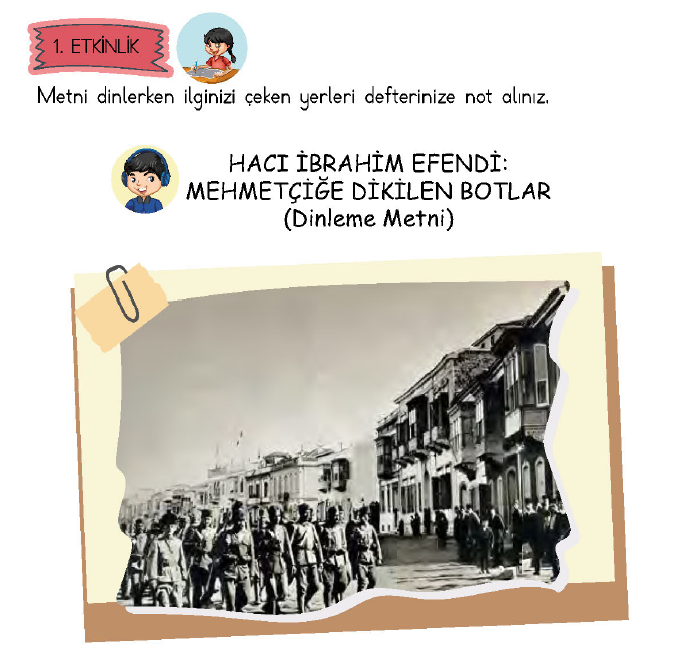 1. ETKİNLİK
Metni dinlerken ilginizi çeken yerleri defterinize not alınız.
HACI İBRAHİM EFENDİ:
MEHMETÇİĞE DİKİLEN BOTLAR
(Dinleme Metni)